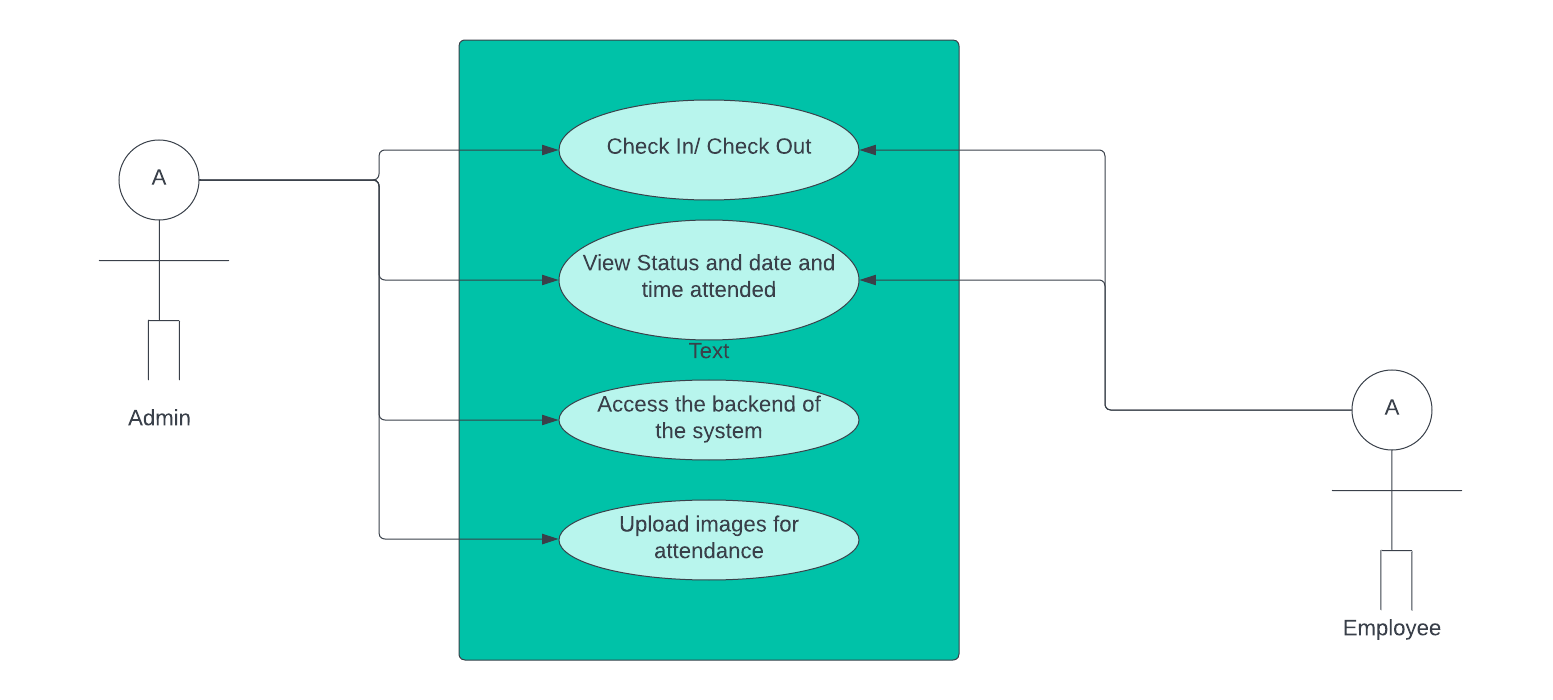 A
Admin
Check In/ Check Out
View Status and date and
time attended
Text
Access the backend of
the system
Upload images for
attendance
A
Employee